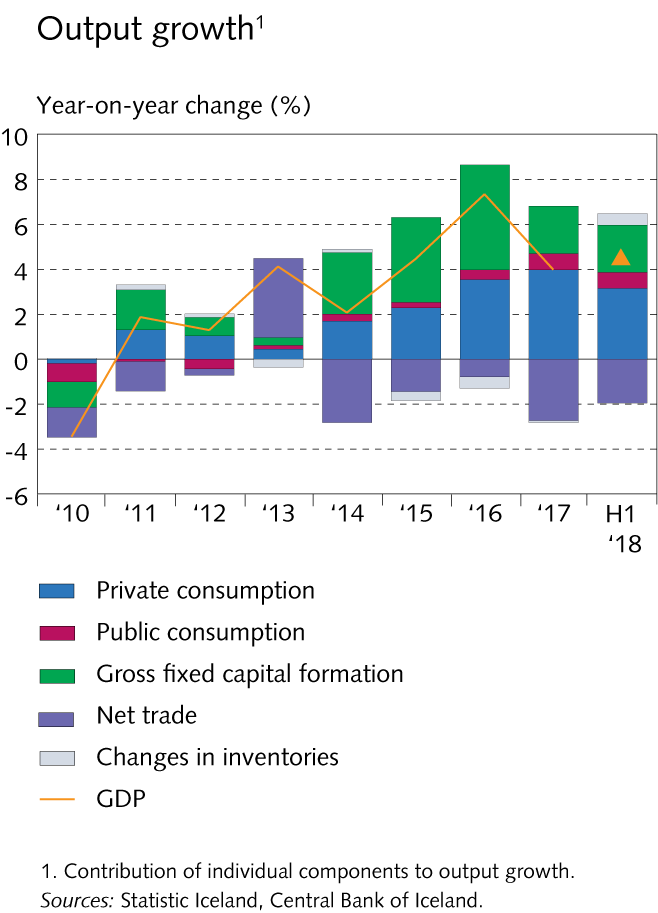 Output growth¹
Year-on-year change (%)
10
8
6
4
2
0
-2
-4
-6
‘10 ‘11 ‘12 ‘13 ‘14 ‘15 ‘16 ‘17 H1
‘18
Private consumption
Public consumption
Gross fixed capital formation
Net trade
Changes in inventories
GDP
1. Contribution of individual components to output growth.
Sources: Statistic Iceland, Central Bank of Iceland.